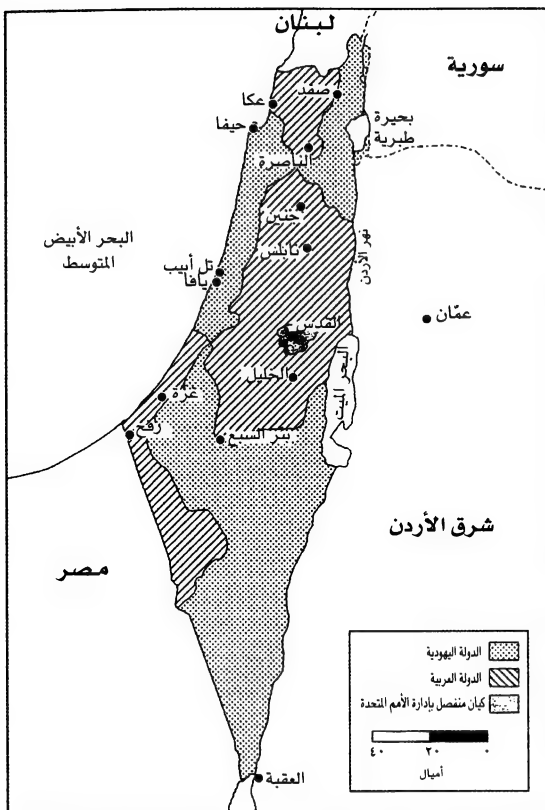 لبنان
سورية
صفد
عكا
حيفا
بحيرة
طبرية
الناصرة
جنين
نابلس
نهر الأردن
البحر الأبيض
المتوسط
تل أبيب
يافا
القدس
عمّان
البحر الميت
الخليل
غزة
رفح
بئر السبع
شرق الأردن
مصر
العقبة
الدولة اليهودية
الدولة العربية
كيان منفصل بإدارة الأمم المتحدة
٤٠ ٢٠ ٠
أميال